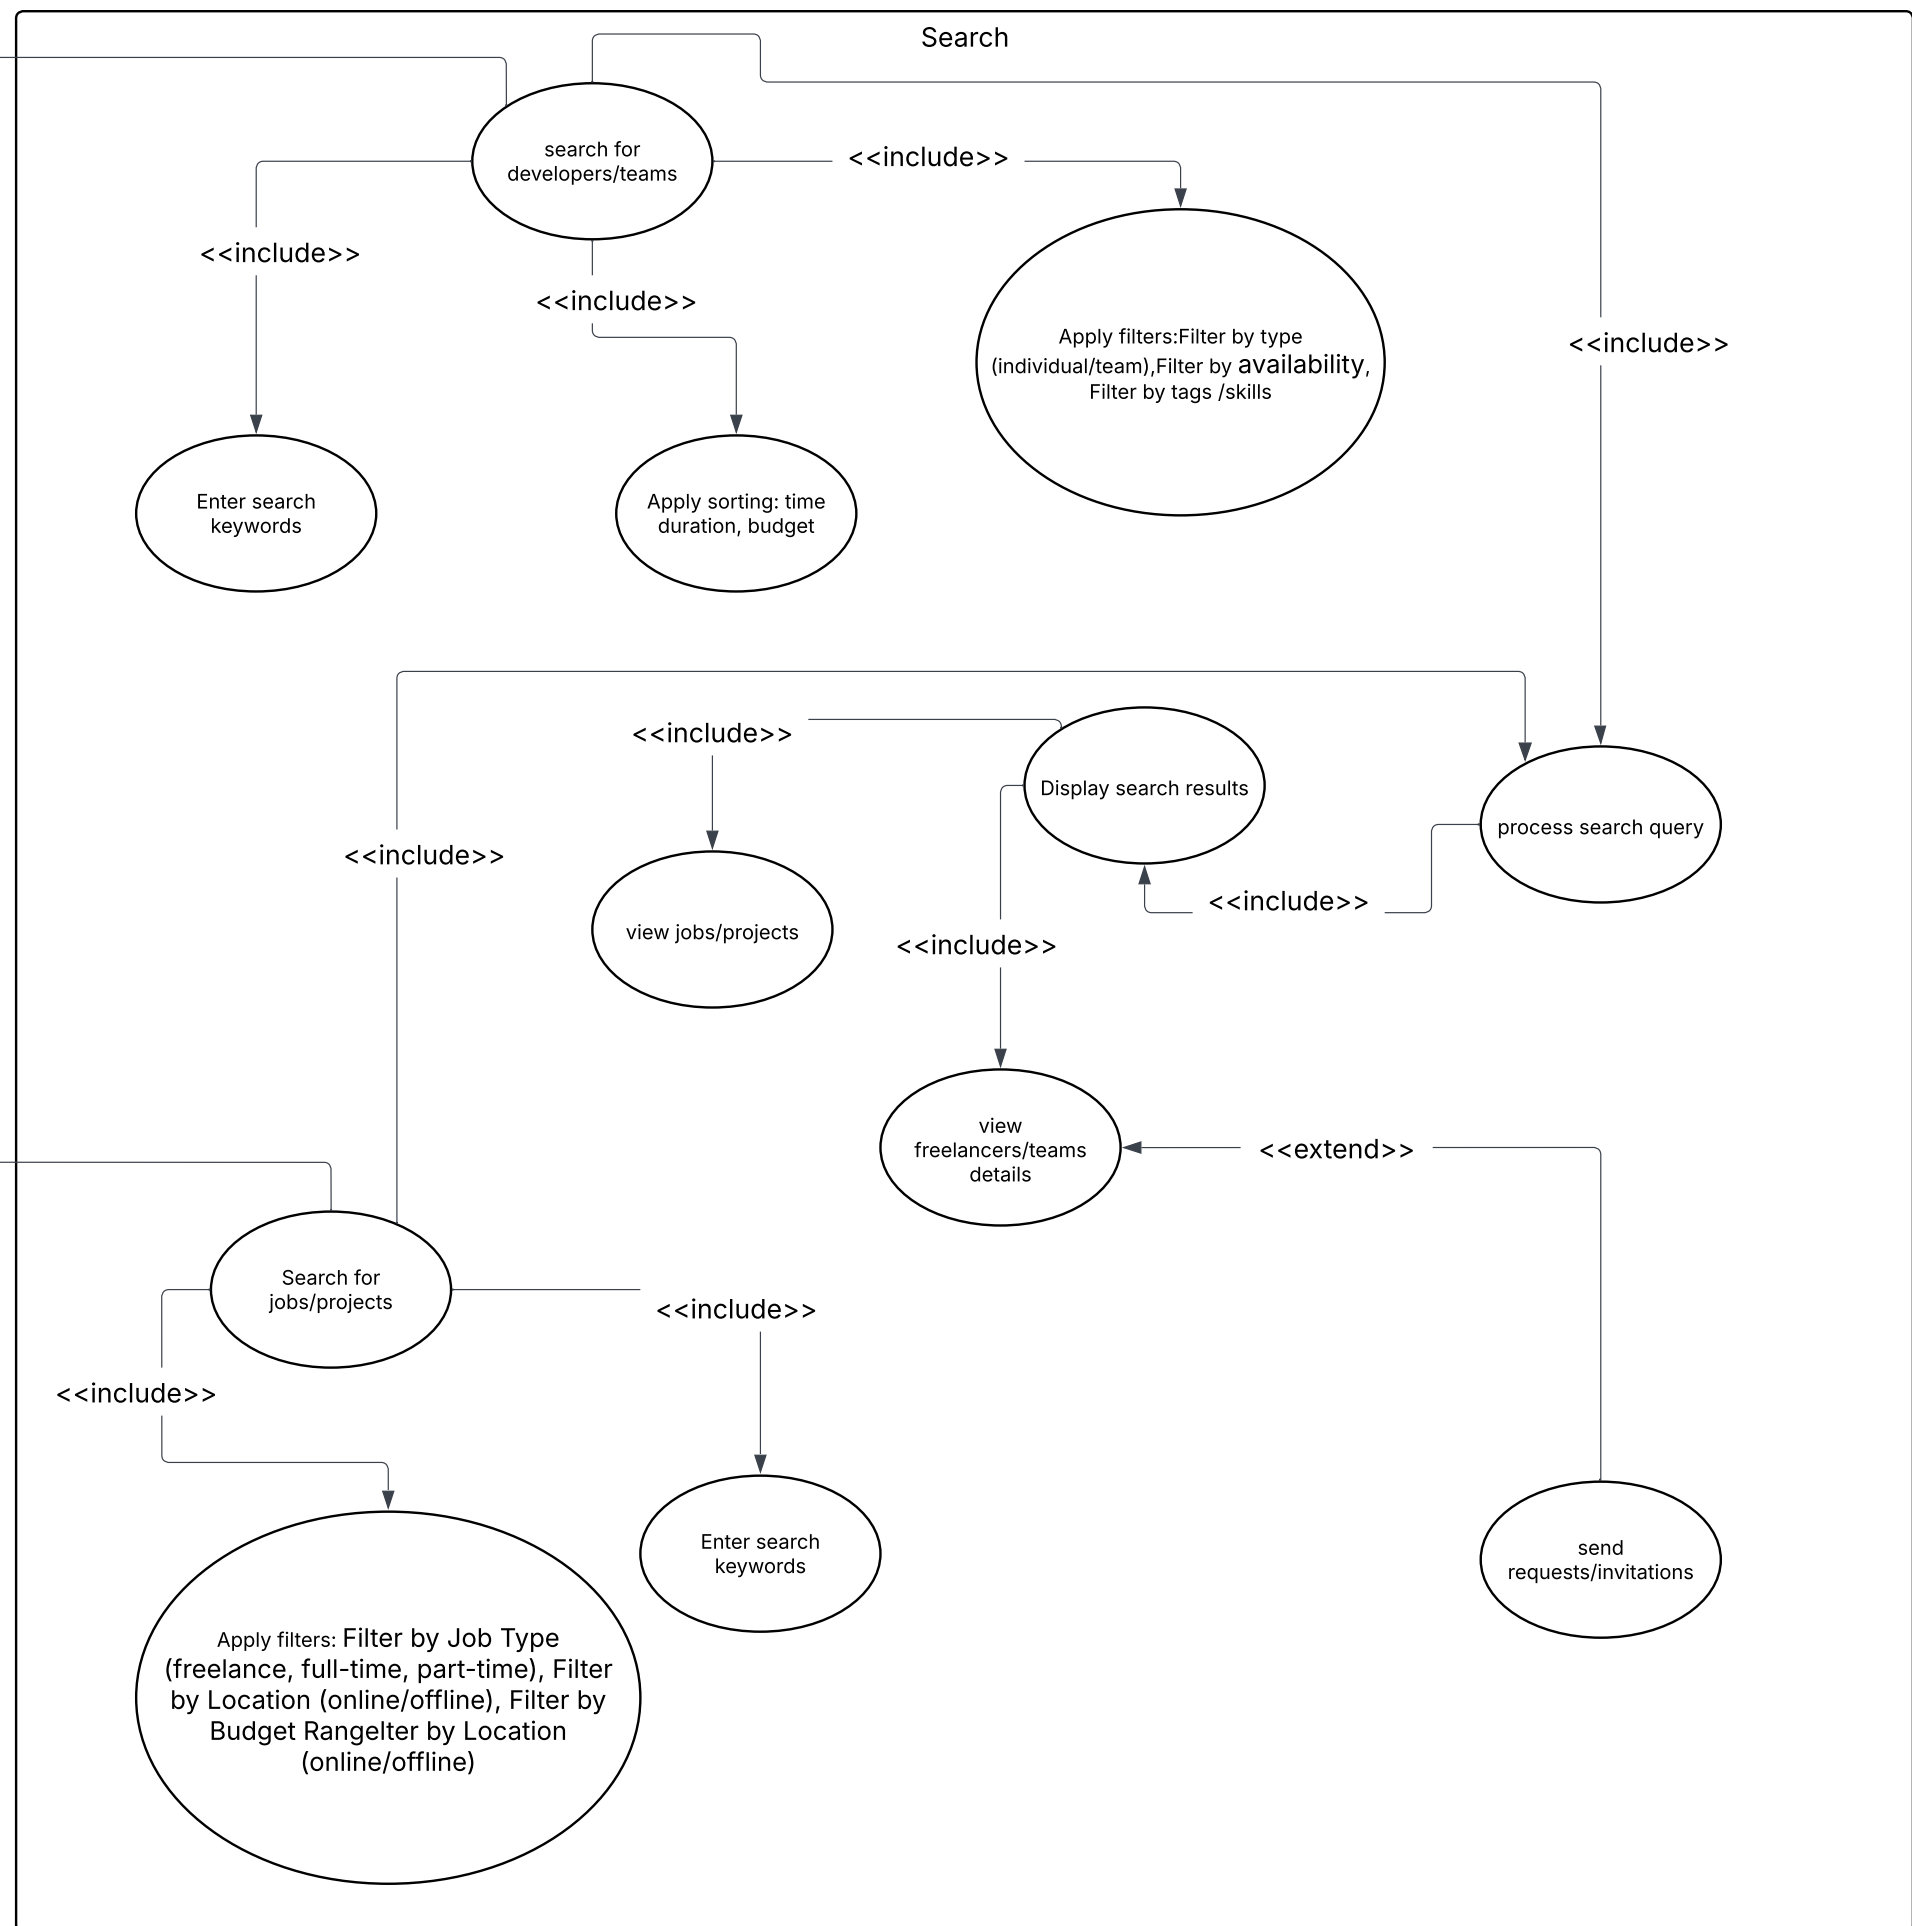 Search
search for
developers/teams
<<include>>
<<include>>
<<include>>
<<include>>
Apply filters:Filter by type
(individual/team),Filter by availability,
Filter by tags /skills
Enter search
keywords
Apply sorting: time
duration, budget
<<include>>
Display search results
process search query
<<include>>
<<include>>
view jobs/projects
<<include>>
view
freelancers/teams
details
<<extend>>
Search for
jobs/projects
<<include>>
<<include>>
Enter search
keywords
send
requests/invitations
Apply filters: Filter by Job Type
(freelance, full-time, part-time), Filter
by Location (online/offline), Filter by
Budget Rangelter by Location
(online/offline)